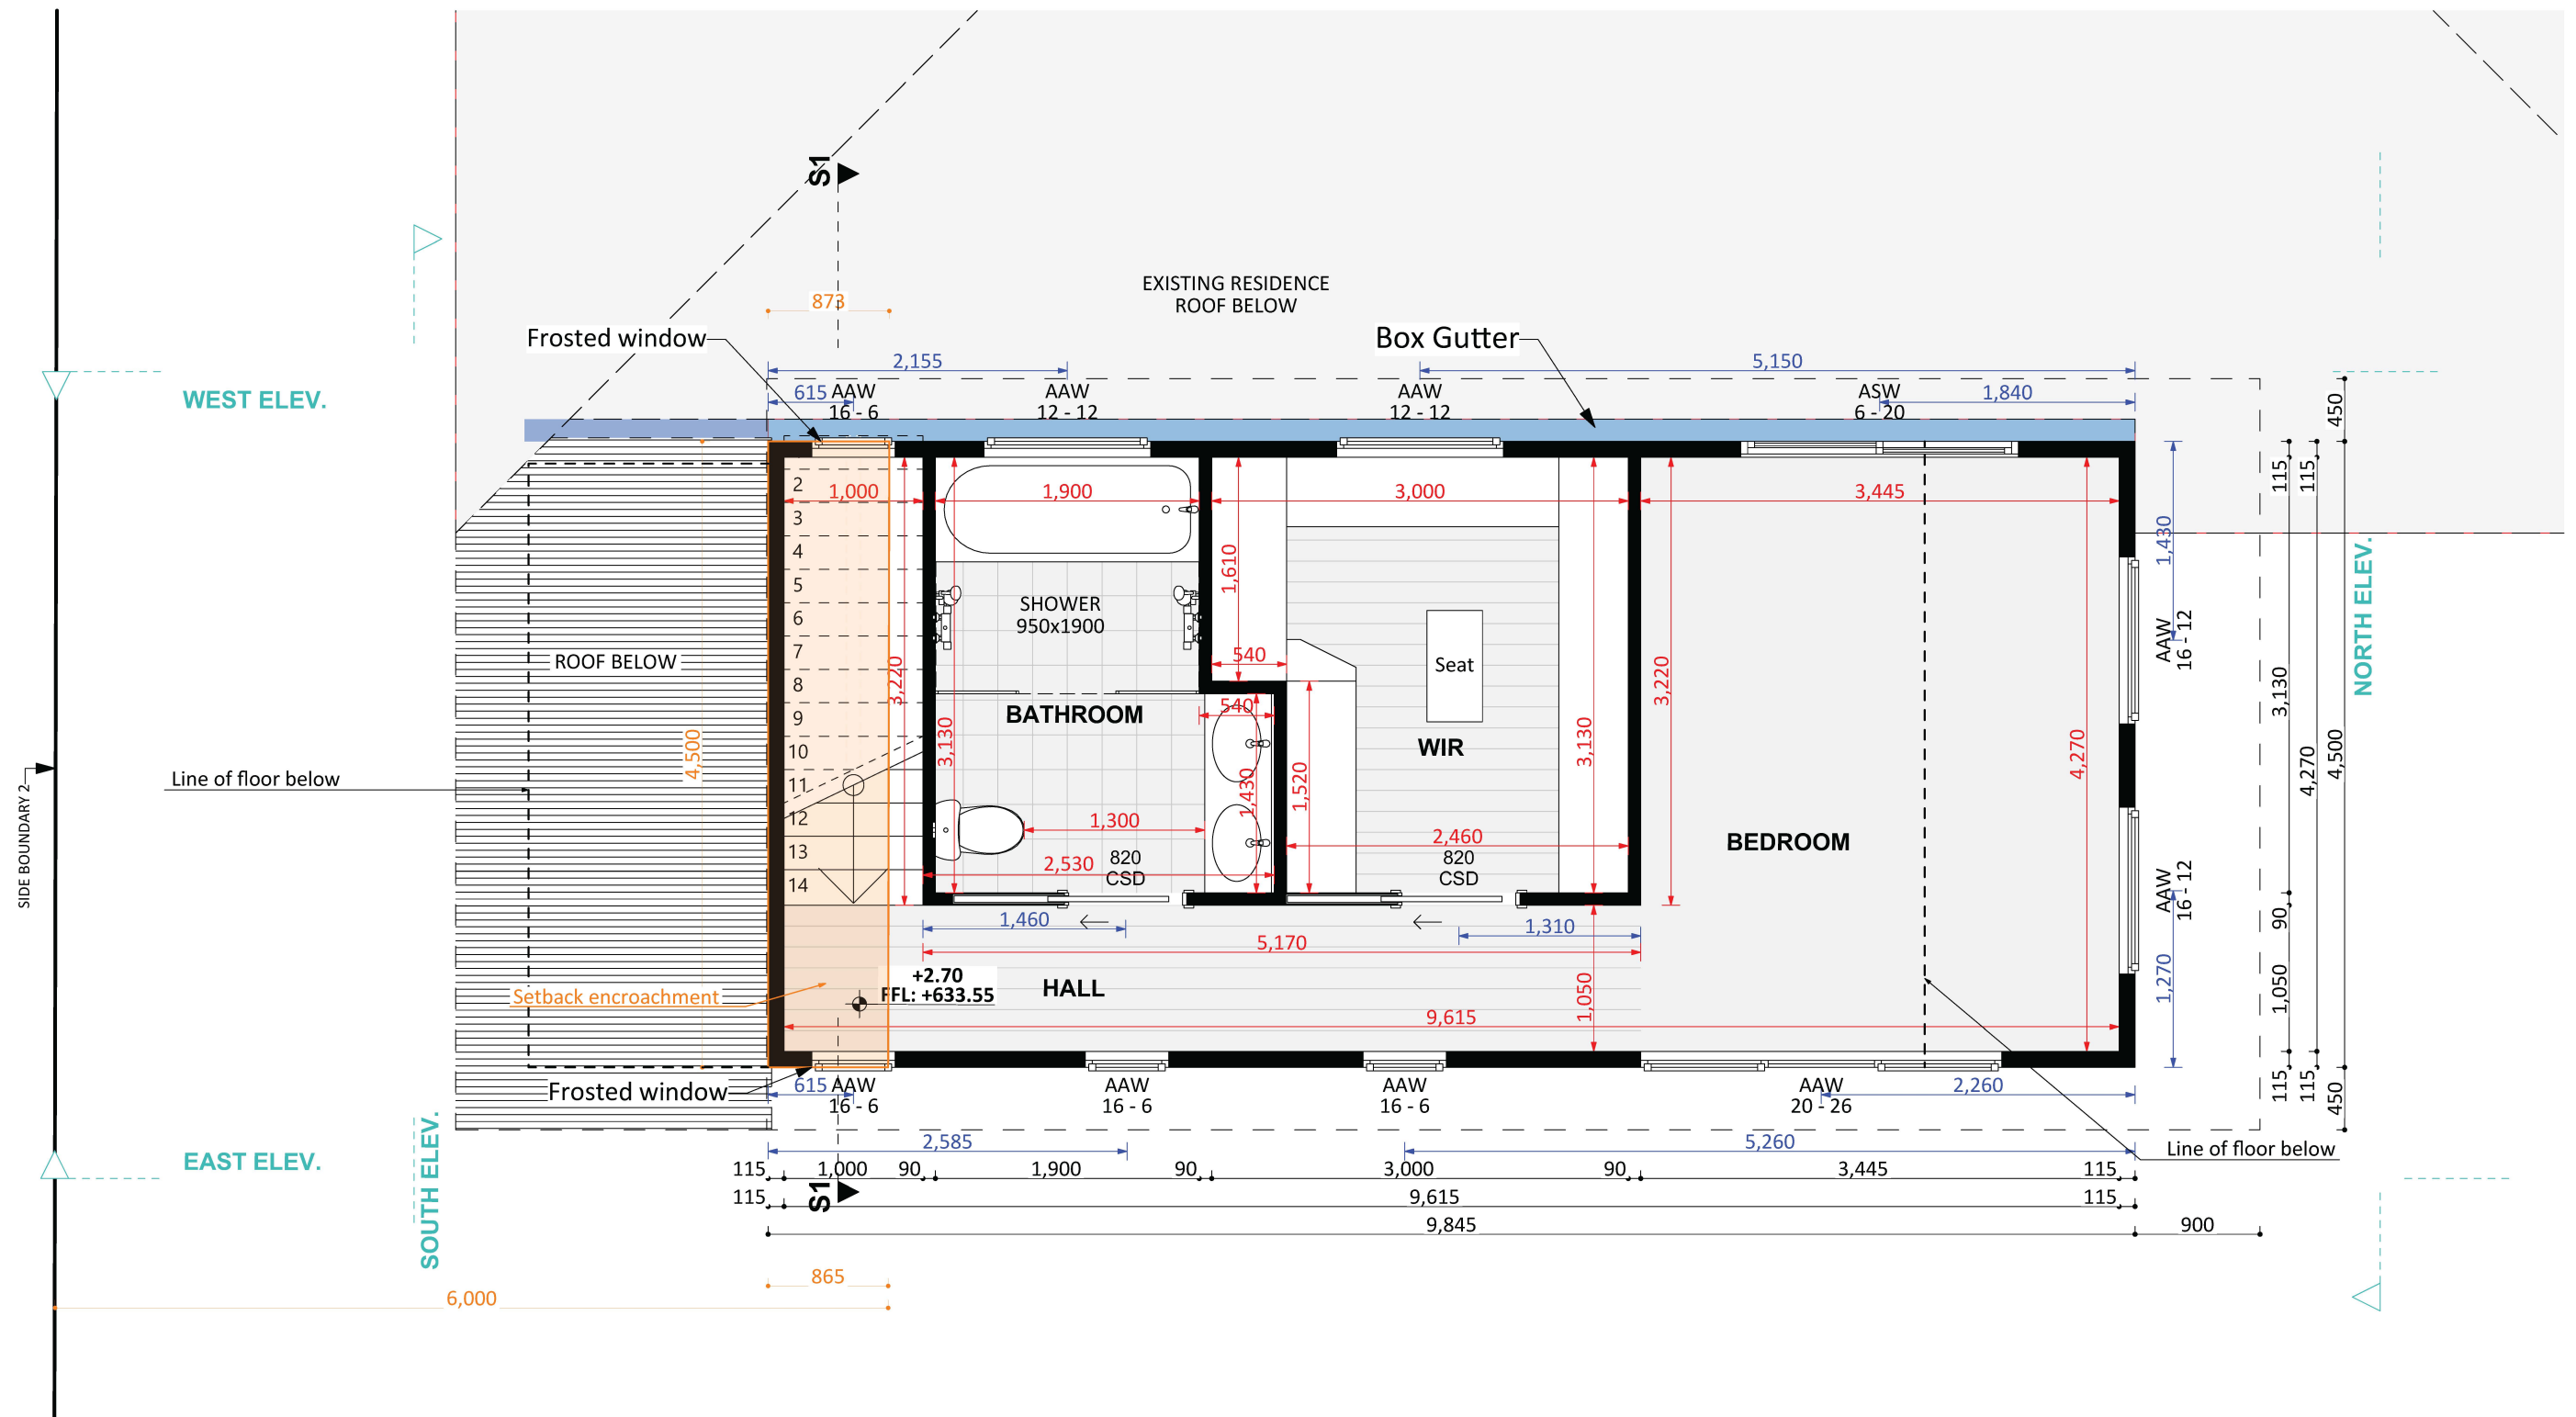 S1
EXISTING RESIDENCE
ROOF BELOW
873
Frosted window
Box Gutter
2,155
5,150
WEST ELEV.
615
AAW
16 - 6
AAW
12 - 12
AAW
12 - 12
ASW
6 - 20
1,840
450
115
115
2
1,000
1,900
3,000
3,445
3
4
1,430
5
1,610
6
SHOWER
950x1900
NORTH ELEV.
AAW
16 - 12
7
ROOF BELOW
540
Seat
3,220
3,220
8
3,130
540
9
BATHROOM
WIR
4,500
3,130
3,130
4,270
4,500
4,270
10
Line of floor below
SIDE BOUNDARY 2
11
1,430
1,520
12
1,300
2,460
BEDROOM
13
2,530
820
CSD
820
CSD
14
AAW
16 - 12
90
1,460
1,310
5,170
+2.70
FFL: +633.55
HALL
1,050
1,270
1,050
Setback encroachment
9,615
Frosted window
615
AAW
16 - 6
AAW
16 - 6
AAW
16 - 6
AAW
20 - 26
2,260
115
115
450
SOUTH ELEV.
EAST ELEV.
2,585
5,260
Line of floor below
115
1,000
90
1,900
90
3,000
90
3,445
115
115
S1
9,615
115
9,845
900
865
6,000